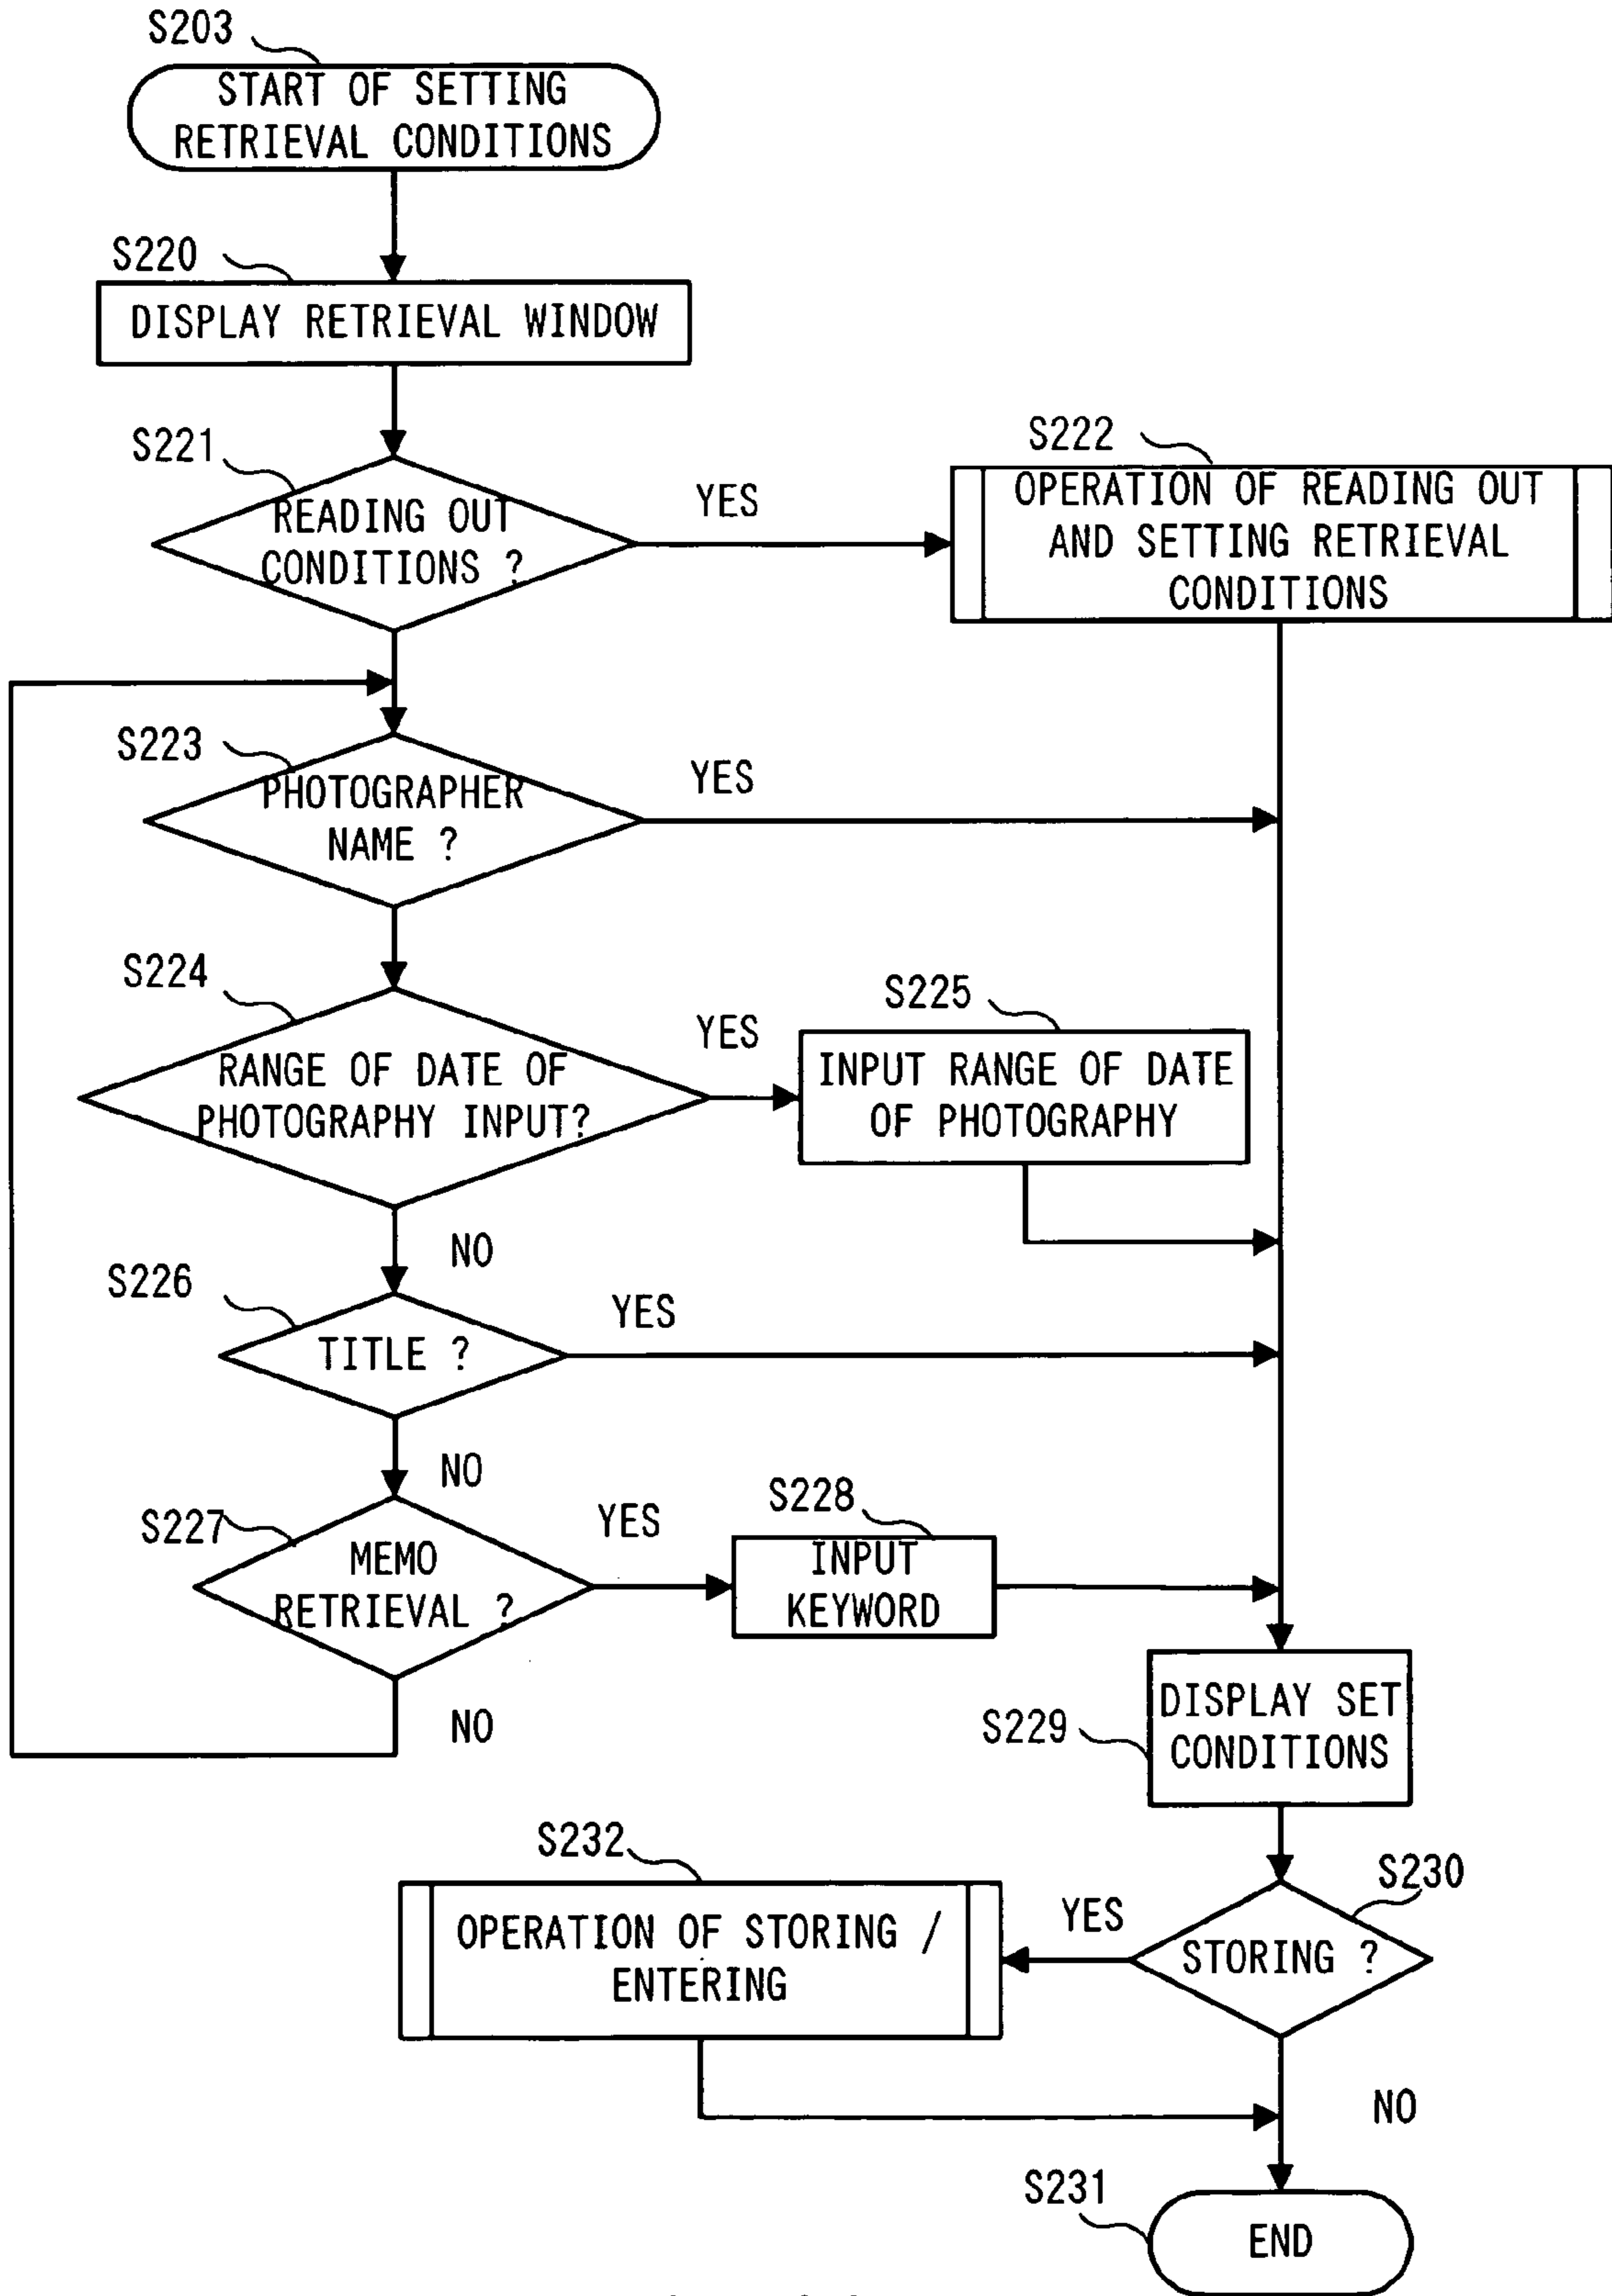 S203
START OF SETTING
RETRIEVAL CONDITIONS
S220
DISPLAY RETRIEVAL WINDOW
S221
READING OUT
CONDITIONS ?
YES
S222
OPERATION OF READING OUT
AND SETTING RETRIEVAL
CONDITIONS
S223
PHOTOGRAPHER
NAME ?
YES
S224
RANGE OF DATE OF
PHOTOGRAPHY INPUT?
YES
S225
INPUT RANGE OF DATE
OF PHOTOGRAPHY
NO
S226
TITLE ?
YES
NO
S227
MEMO
RETRIEVAL ?
YES
S228
INPUT
KEYWORD
NO
S229
DISPLAY SET
CONDITIONS
S230
STORING ?
YES
S232
OPERATION OF STORING /
ENTERING
NO
S231
END